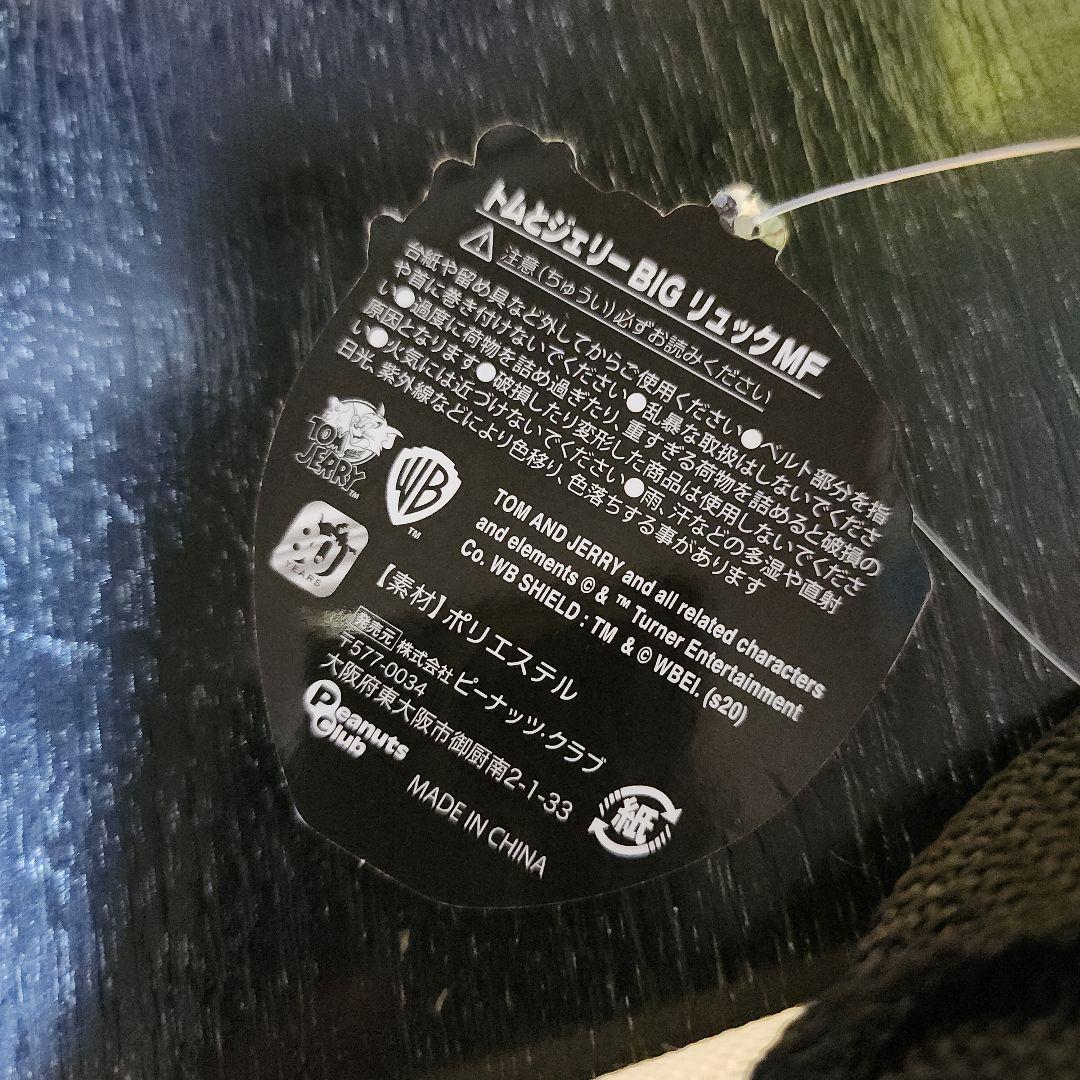 トムとジェリーBIG リュックMF
注意(ちゅうい)必ずお読みください
台紙や留め具など外してからご使用ください●ベルト部分を指
や首に巻き付けないでください●乱暴な取扱はしないでくださ
い●過度に荷物を詰め過ぎたり、重すぎる荷物を詰めると破損の
原因となります●破損したり変形した商品は使用しないでくださ
い●火気には近づけないでください●雨、汗などの多湿や直射
日光、紫外線などにより色移り、色落ちする事があります
TOM AND JERRY™
WB™
YEARS
TOM AND JERRY and all related characters
and elements © & ™ Turner Entertainment
Co. WB SHIELD: TM & © WBEI. (s20)
【素材】ポリエステル
発売元 株式会社ピーナッツ・クラブ
〒577-0034
大阪府東大阪市御厨南2-1-33
Peanuts
Club
MADE IN CHINA
紙